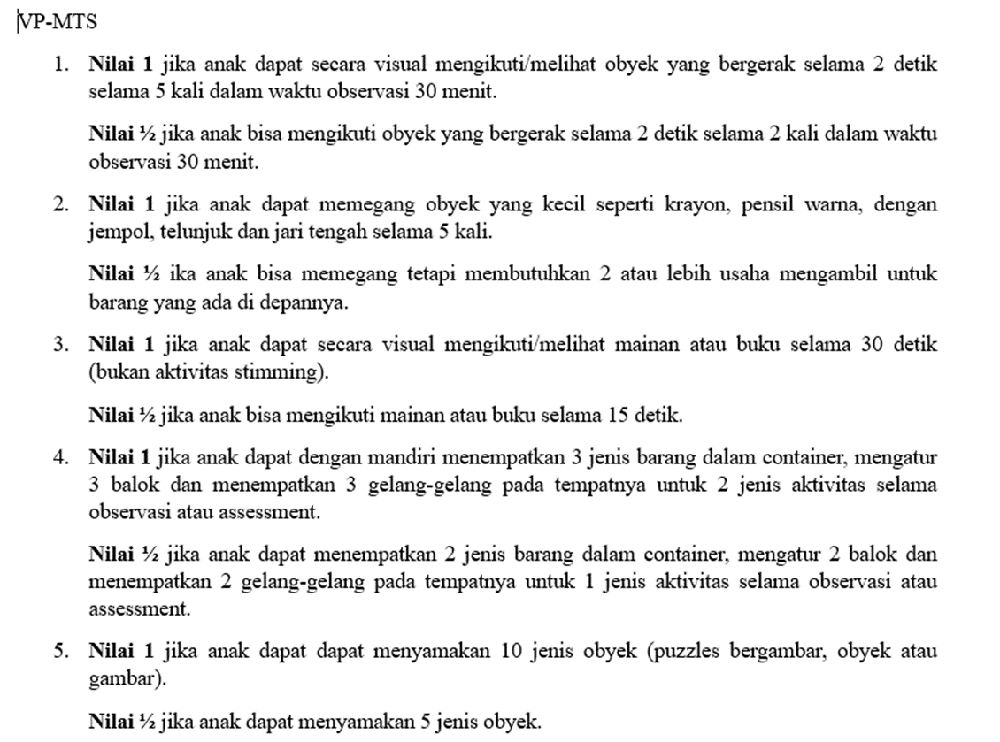 VP-MTS
1. Nilai 1 jika anak dapat secara visual mengikuti/melihat obyek yang bergerak selama 2 detik
selama 5 kali dalam waktu observasi 30 menit.
Nilai ½ jika anak bisa mengikuti obyek yang bergerak selama 2 detik selama 2 kali dalam waktu
observasi 30 menit.
2. Nilai 1 jika anak dapat memegang obyek yang kecil seperti krayon, pensil warna, dengan
jempol, telunjuk dan jari tengah selama 5 kali.
Nilai ½ ika anak bisa memegang tetapi membutuhkan 2 atau lebih usaha mengambil untuk
barang yang ada di depannya.
3. Nilai 1 jika anak dapat secara visual mengikuti/melihat mainan atau buku selama 30 detik
(bukan aktivitas stimming).
Nilai ½ jika anak bisa mengikuti mainan atau buku selama 15 detik.
4. Nilai 1 jika anak dapat dengan mandiri menempatkan 3 jenis barang dalam container, mengatur
3 balok dan menempatkan 3 gelang-gelang pada tempatnya untuk 2 jenis aktivitas selama
observasi atau assessment.
Nilai ½ jika anak dapat menempatkan 2 jenis barang dalam container, mengatur 2 balok dan
menempatkan 2 gelang-gelang pada tempatnya untuk 1 jenis aktivitas selama observasi atau
assessment.
5. Nilai 1 jika anak dapat dapat menyamakan 10 jenis obyek (puzzles bergambar, obyek atau
gambar).
Nilai ½ jika anak dapat menyamakan 5 jenis obyek.